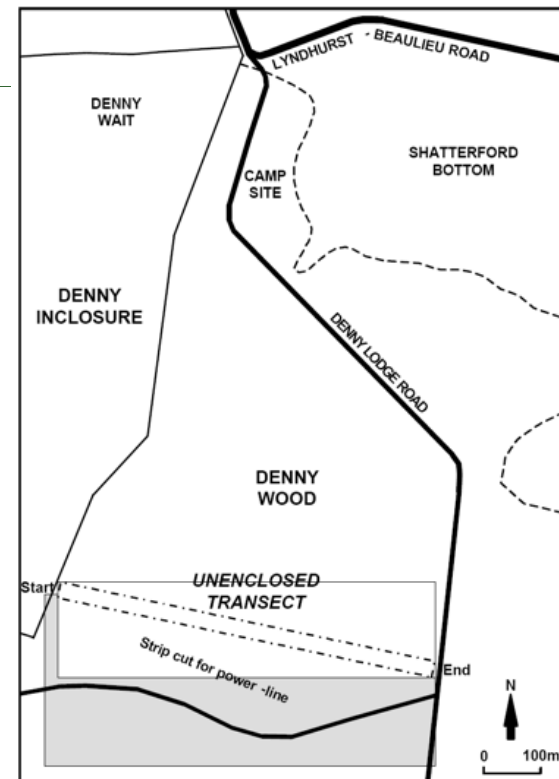 LYNDHURST - BEAULIEU ROAD
DENNY
WAIT
SHATTERFORD
BOTTOM
CAMP
SITE
DENNY
INCLOSURE
DENNY LODGE ROAD
DENNY
WOOD
UNENCLOSED
TRANSECT
Start
Strip cut for power -line
End
N
0 100m